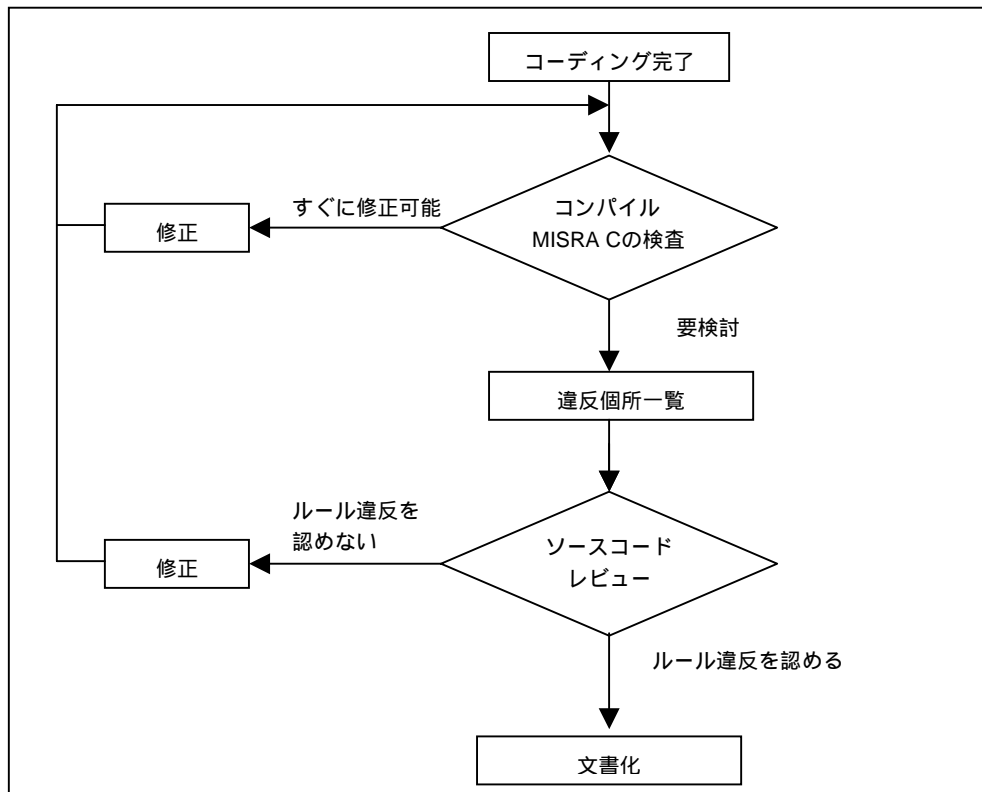 コーディング完了
すぐに修正可能
修正
コンパイル
MISRA Cの検査
要検討
違反個所一覧
ルール違反を
認めない
修正
ソースコード
レビュー
ルール違反を認める
文書化